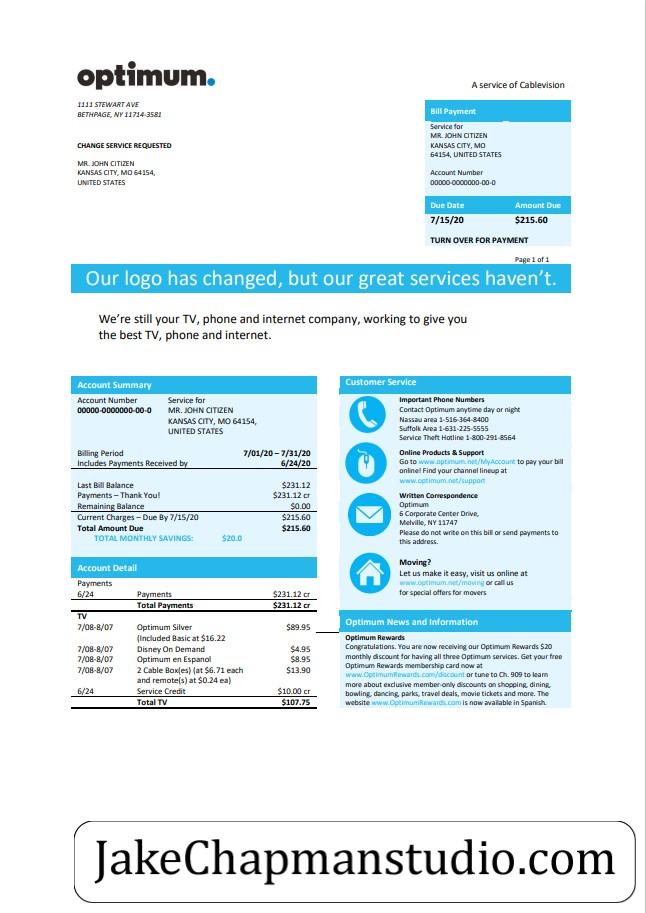 optimum.
A service of Cablevision
1111 STEWART AVE
BETHPAGE, NY 11714-3581
CHANGE SERVICE REQUESTED
MR. JOHN CITIZEN
KANSAS CITY, MO 64154,
UNITED STATES
Bill Payment
Service for
MR. JOHN CITIZEN
KANSAS CITY, MO
64154, UNITED STATES
Account Number
00000-0000000-00-0
Due Date Amount Due
7/15/20 $215.60
TURN OVER FOR PAYMENT
Page 1 of 1
Our logo has changed, but our great services haven't.
We're still your TV, phone and internet company, working to give you
the best TV, phone and internet.
Account Summary
Account Number Service for
00000-0000000-00-0 MR. JOHN CITIZEN
KANSAS CITY, MO 64154,
UNITED STATES
Billing Period 7/01/20 – 7/31/20
Includes Payments Received by 6/24/20
Last Bill Balance $231.12
Payments – Thank You! $231.12 cr
Remaining Balance $0.00
Current Charges – Due By 7/15/20 $215.60
Total Amount Due $215.60
TOTAL MONTHLY SAVINGS: $20.0
Account Detail
Payments
6/24 Payments $231.12 cr
Total Payments $231.12 cr
TV
7/08-8/07 Optimum Silver $89.95
(Included Basic at $16.22
7/08-8/07 Disney On Demand $4.95
7/08-8/07 Optimum en Espanol $8.95
7/08-8/07 2 Cable Box(es) (at $6.71 each $13.90
and remote(s) at $0.24 ea)
6/24 Service Credit $10.00 cr
Total TV $107.75
Customer Service
Important Phone Numbers
Contact Optimum anytime day or night
Nassau area 1-516-364-8400
Suffolk Area 1-631-225-5555
Service Theft Hotline 1-800-291-8564
Online Products & Support
Go to www.optimum.net/MyAccount to pay your bill
online! Find your channel lineup at
www.optimum.net/support
Written Correspondence
Optimum
6 Corporate Center Drive,
Melville, NY 11747
Please do not write on this bill or send payments to
this address.
Moving?
Let us make it easy, visit us online at
www.optimum.net/moving or call us
for special offers for movers
Optimum News and Information
Optimum Rewards
Congratulations. You are now receiving our Optimum Rewards $20
monthly discount for having all three Optimum services. Get your free
Optimum Rewards membership card now at
www.OptimumRewards.com/discount or tune to Ch. 909 to learn
more about exclusive member-only discounts on shopping, dining,
bowling, dancing, parks, travel deals, movie tickets and more. The
website www.OptimumRewards.com is now available in Spanish.
JakeChapmanstudio.com